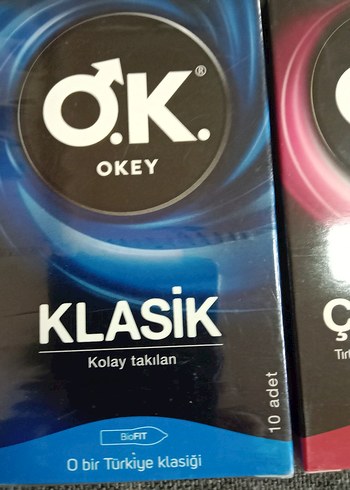 O.K.®
OKEY
KLASİK
Kolay takılan
10 adet
BioFIT
O bir Türkiye klasiği